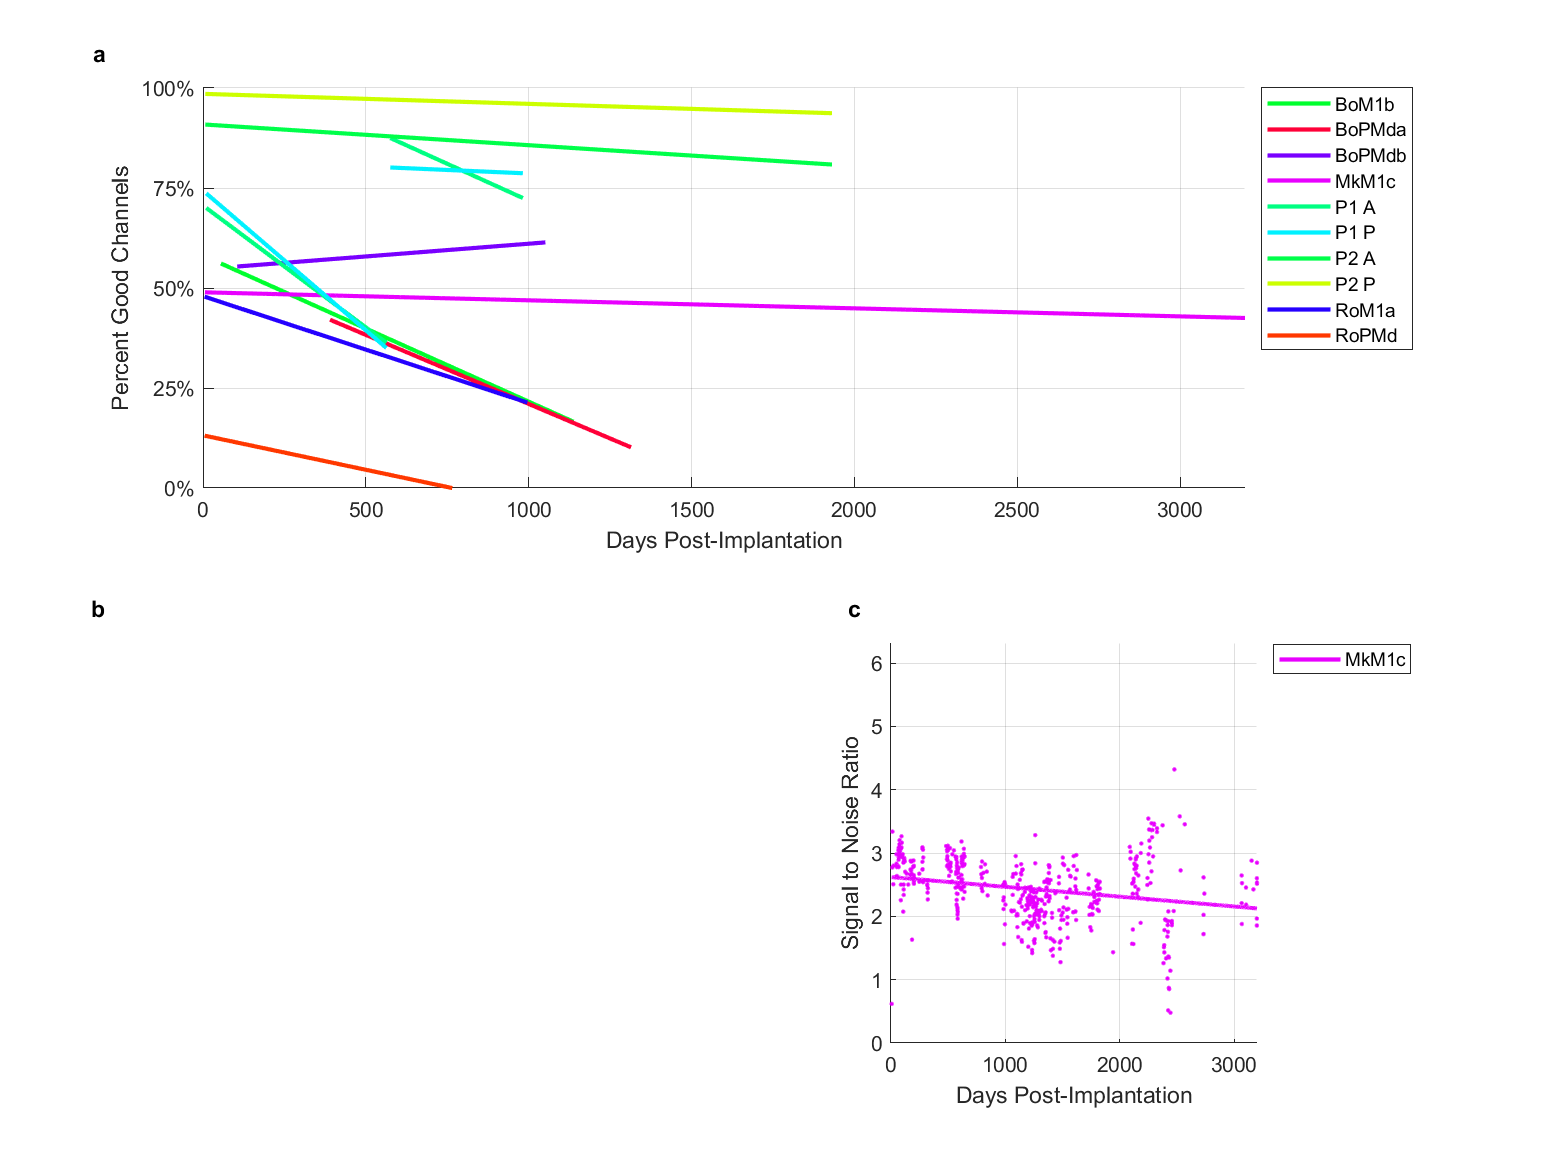 a
100%
75%
50%
25%
0%
Percent Good Channels
0 500 1000 1500 2000 2500 3000
Days Post-Implantation
BoM1b
BoPMda
BoPMdb
MkM1c
P1 A
P1 P
P2 A
P2 P
RoM1a
RoPMd
b
c
6
5
4
3
2
1
0
Signal to Noise Ratio
0 1000 2000 3000
Days Post-Implantation
MkM1c